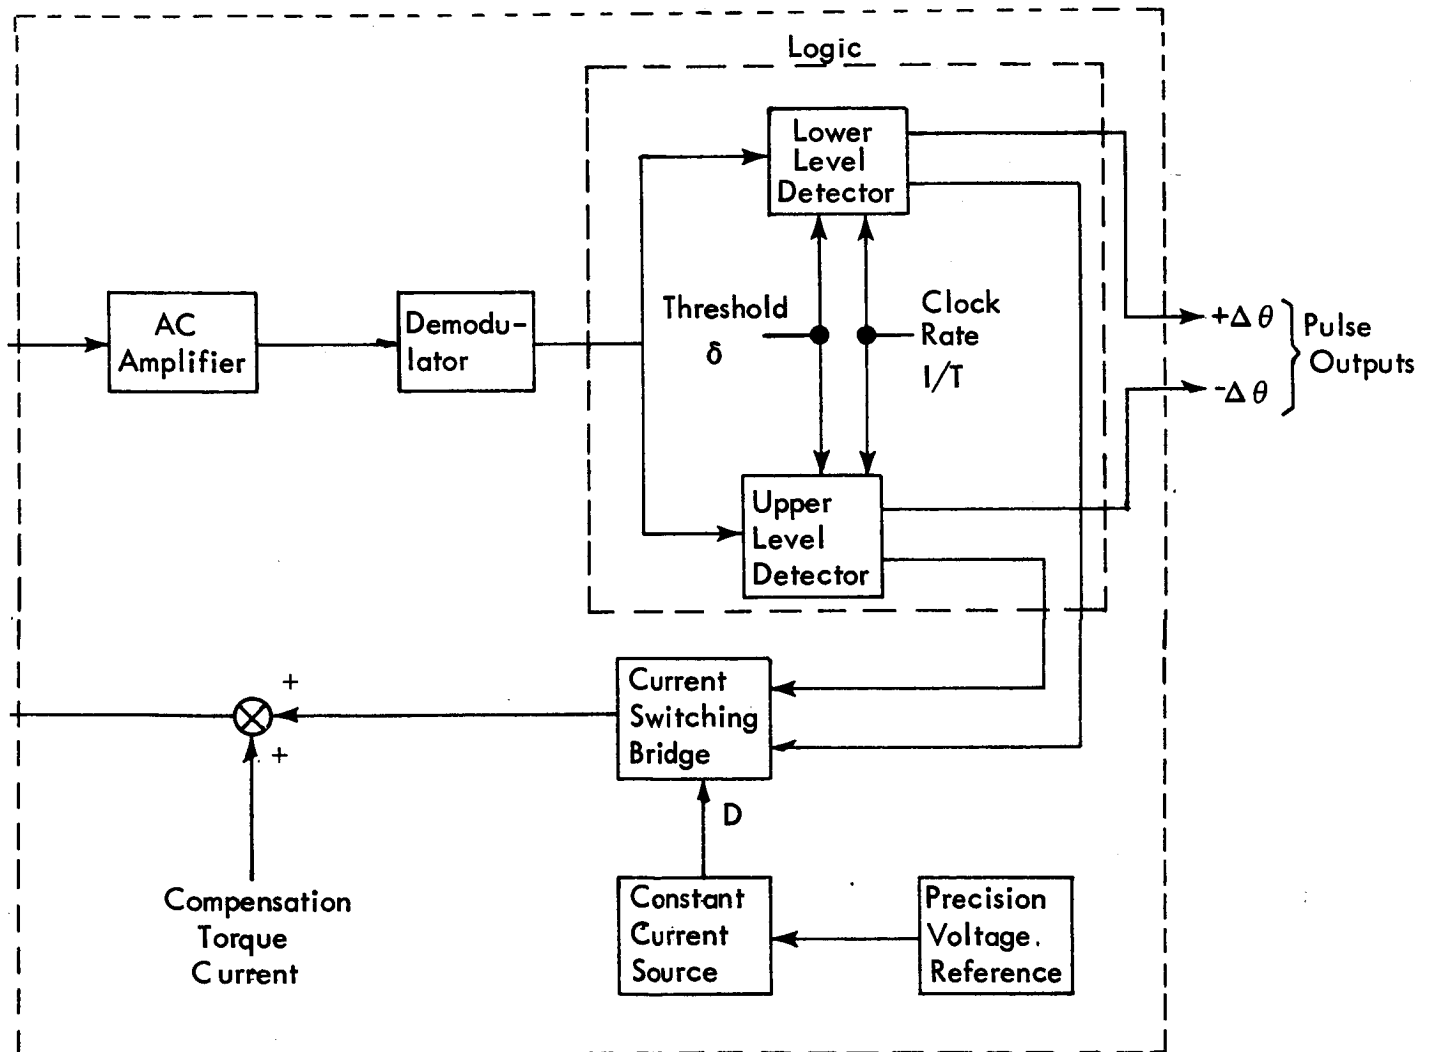 Logic
Lower
Level
Detector
AC
Amplifier
Demodu-
lator
Threshold
δ
Clock
Rate
1/T
+Δθ
-Δθ
Pulse
Outputs
Upper
Level
Detector
+
+
Current
Switching
Bridge
D
Compensation
Torque
Current
Constant
Current
Source
Precision
Voltage.
Reference